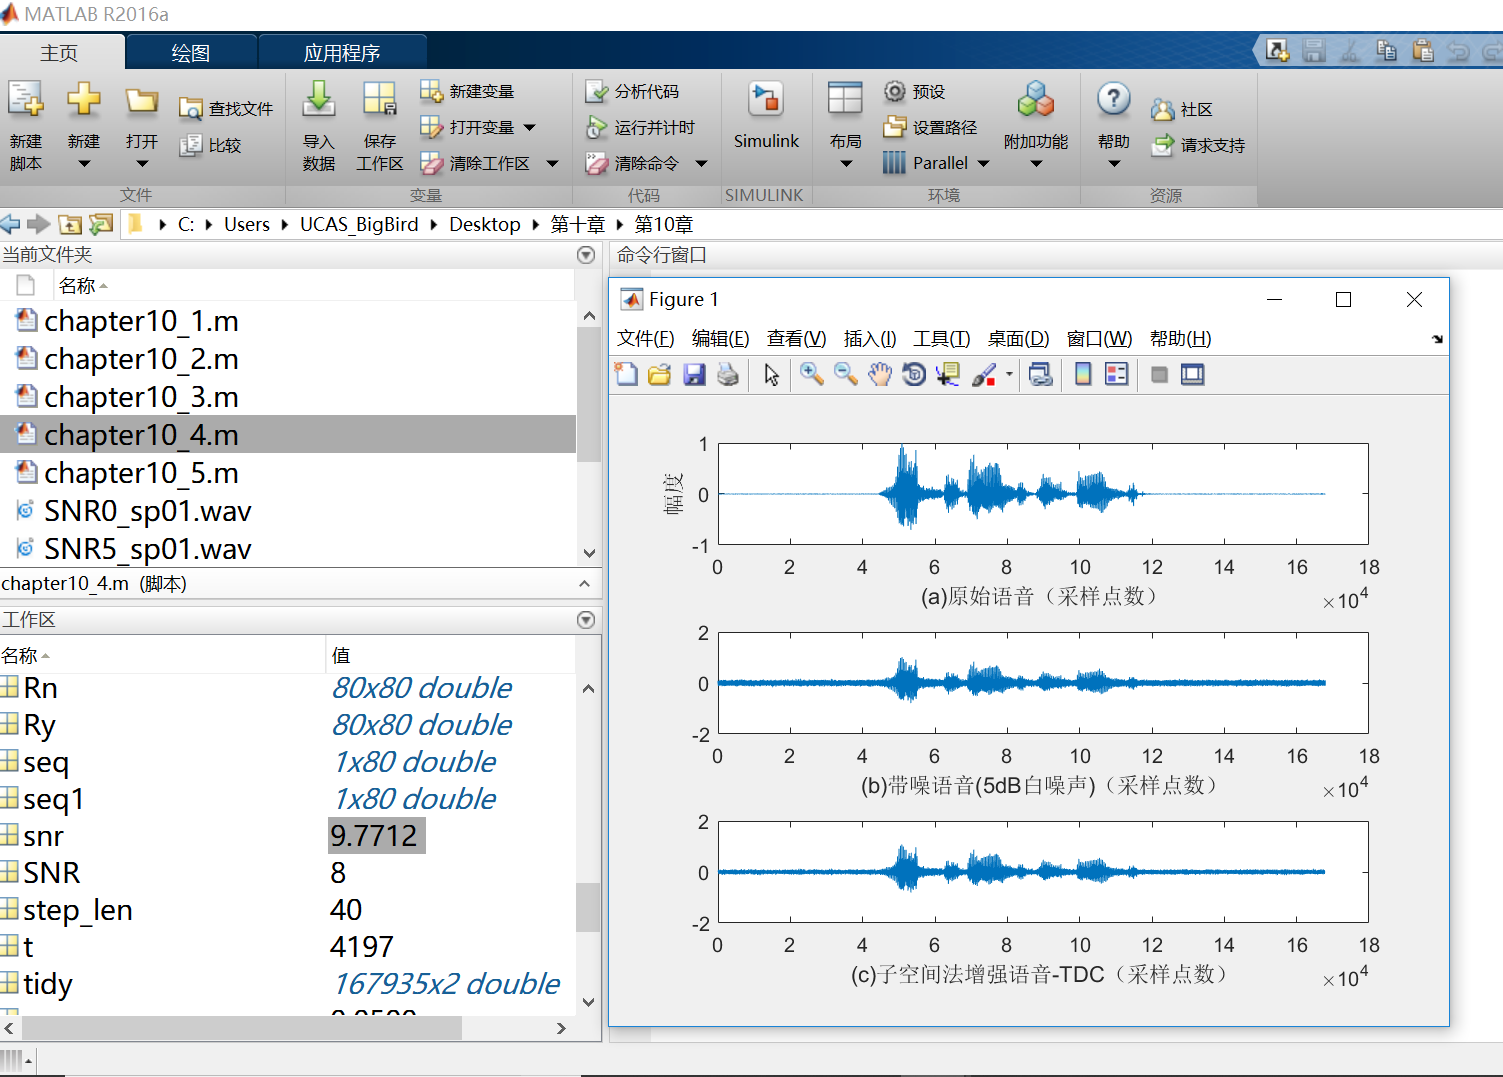 MATLAB R2016a
主页 绘图 应用程序
新建脚本 新建 打开 查找文件 比较 导入数据 保存工作区 新建变量 打开变量 清除工作区 分析代码 运行并计时 清除命令 Simulink 布局 预设 设置路径 Parallel 附加功能 帮助 社区 请求支持
文件 变量 代码 SIMULINK 环境 资源
C: Users UCAS_BigBird Desktop 第十章 第10章
当前文件夹
名称
chapter10_1.m
chapter10_2.m
chapter10_3.m
chapter10_4.m
chapter10_5.m
SNR0_sp01.wav
SNR5_sp01.wav
chapter10_4.m (脚本)
工作区
名称 值
Rn 80x80 double
Ry 80x80 double
seq 1x80 double
seq1 1x80 double
snr 9.7712
SNR 8
step_len 40
t 4197
tidy 167935x2 double
命令行窗口
Figure 1
文件(F) 编辑(E) 查看(V) 插入(I) 工具(T) 桌面(D) 窗口(W) 帮助(H)
幅度
1
0
-1
0 2 4 6 8 10 12 14 16 18
(a)原始语音（采样点数） ×10⁴
2
0
-2
0 2 4 6 8 10 12 14 16 18
(b)带噪语音(5dB白噪声)（采样点数） ×10⁴
2
0
-2
0 2 4 6 8 10 12 14 16 18
(c)子空间法增强语音-TDC（采样点数） ×10⁴